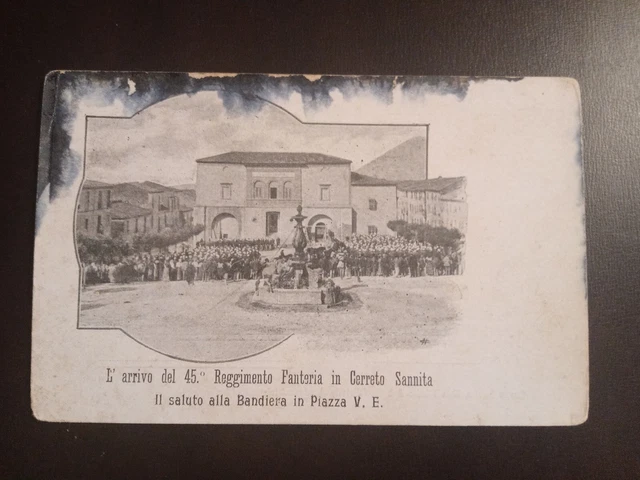 L' arrivo del 45.º Reggimento Fanteria in Cerreto Sannita
Il saluto alla Bandiera in Piazza V. E.